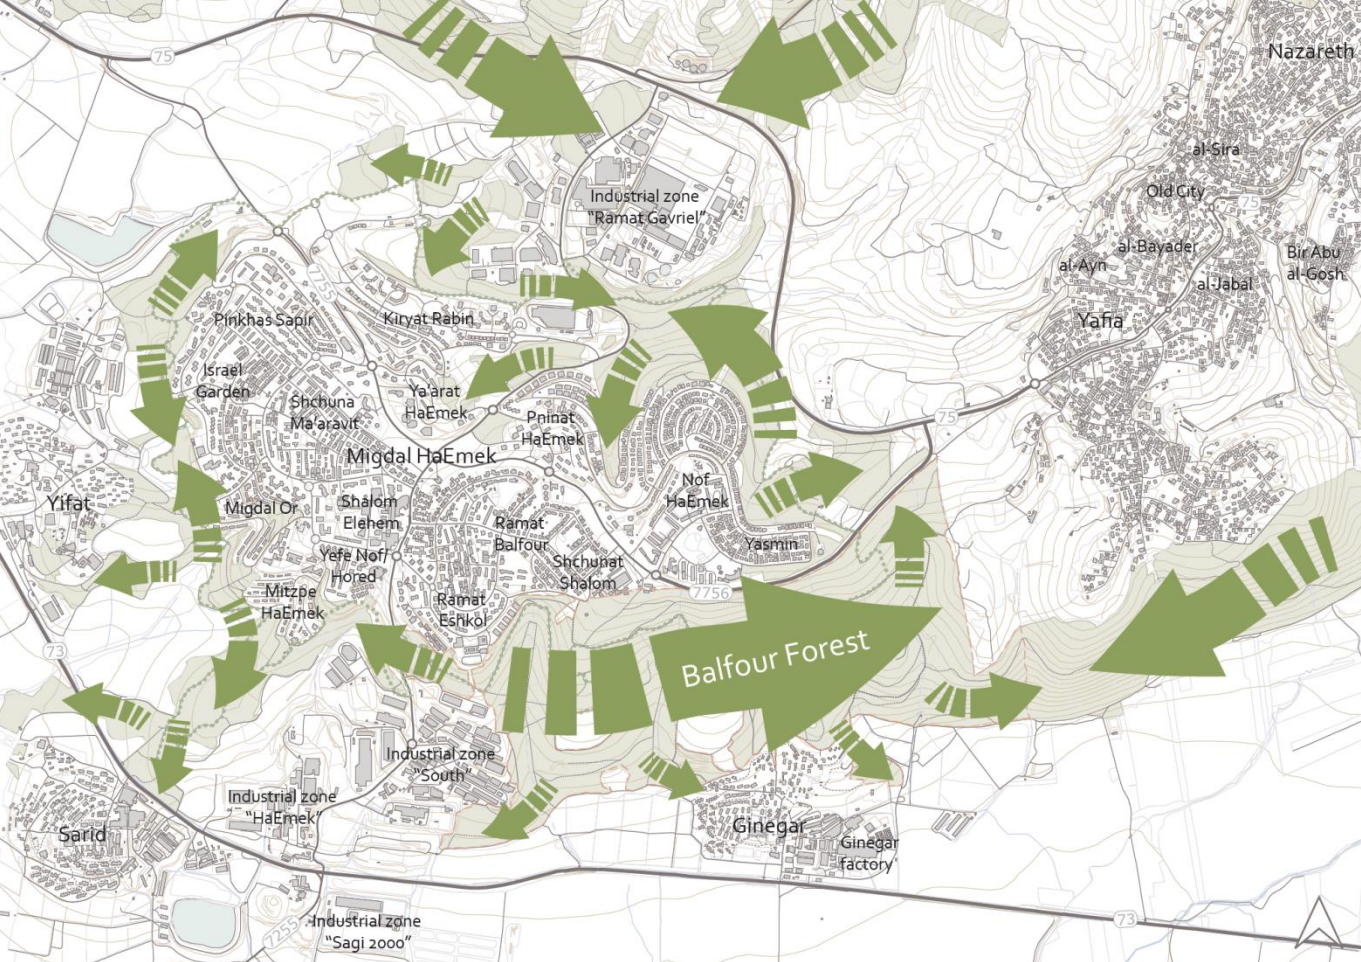 Nazareth
75
al-Sira
Industrial zone
"Ramat Gavriel"
Old City
75
al-Bayader
Bir Abu
al-Gosh
al-Ayn
al-Jabal
7255
Pinkhas Sapir
Kiryat Rabin
Yafia
Israel
Garden
Ya'arat
HaEmek
Shchuna
Ma'aravit
Pninat
HaEmek
75
Migdal HaEmek
Nof
HaEmek
Yifat
Migdal Or
Shalom
Elehem
Ramat
Balfour
Yasmin
Yefe Nof/
Hored
Shchunat
Shalom
Mitzpe
HaEmek
7756
Ramat
Eshkol
73
Balfour Forest
Industrial zone
"South"
Industrial zone
"HaEmek"
Sarid
Ginegar
Ginegar
factory
73
Industrial zone
"Sagi 2000"
7255